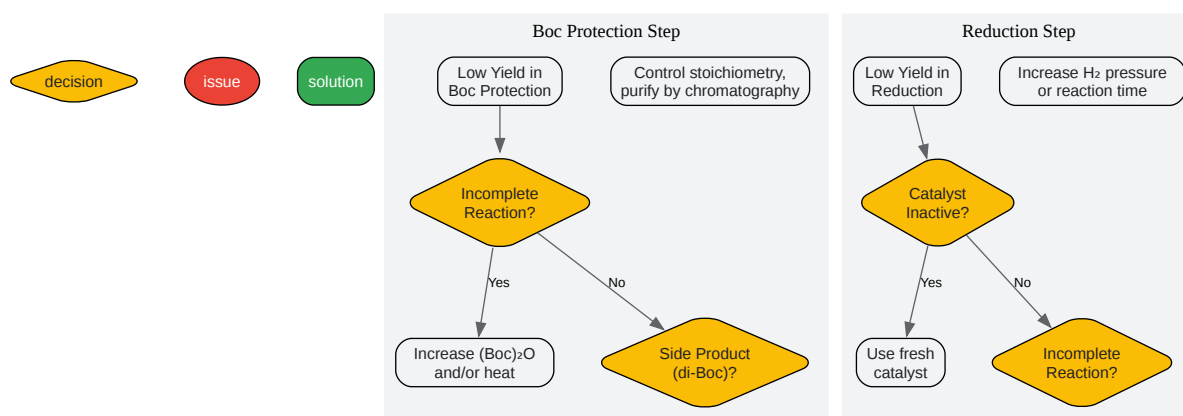 decision
issue
solution
Boc Protection Step
Low Yield in
Boc Protection
Control stoichiometry,
purify by chromatography
Incomplete
Reaction?
Yes
No
Increase (Boc)₂O
and/or heat
Side Product
(di-Boc)?
Reduction Step
Low Yield in
Reduction
Increase H₂ pressure
or reaction time
Catalyst
Inactive?
Yes
No
Use fresh
catalyst
Incomplete
Reaction?